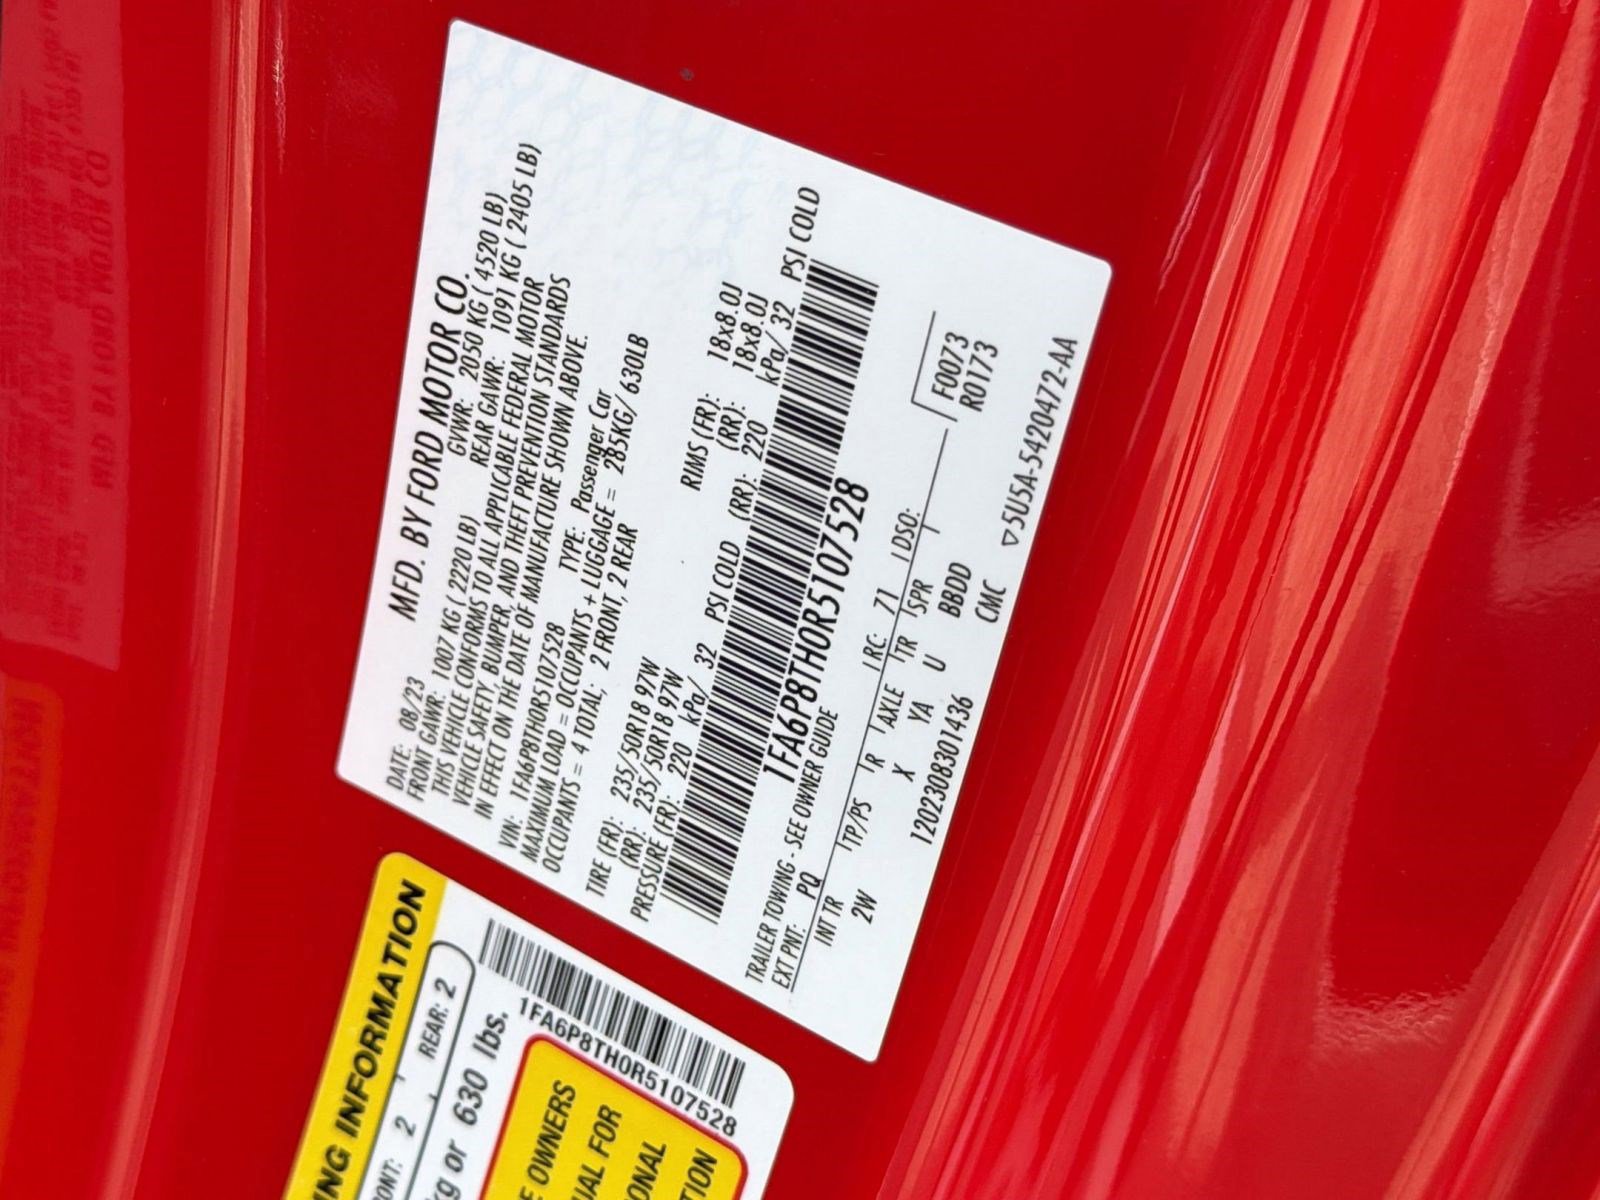 MFD. BY FORD MOTOR CO.
DATE: 08/23 GVWR: 2050 KG ( 4520 LB)
FRONT GAWR: 1007 KG ( 2220 LB) REAR GAWR: 1091 KG ( 2405 LB)
THIS VEHICLE CONFORMS TO ALL APPLICABLE FEDERAL MOTOR
VEHICLE SAFETY, BUMPER, AND THEFT PREVENTION STANDARDS
IN EFFECT ON THE DATE OF MANUFACTURE SHOWN ABOVE.
VIN: 1FA6P8TH0R5107528 TYPE: Passenger Car
MAXIMUM LOAD = OCCUPANTS + LUGGAGE = 285KG/ 630LB
OCCUPANTS = 4 TOTAL, 2 FRONT, 2 REAR
TIRE (FR): 235/50R18 97W RIMS (FR): 18x8.0J
(RR): 235/50R18 97W (RR): 18x8.0J
PRESSURE (FR): 220 kPa/ 32 PSI COLD (RR): 220 kPa/ 32 PSI COLD
1FA6P8TH0R5107528
TRAILER TOWING - SEE OWNER GUIDE
EXT PNT: PQ RC: 71 DSO:
F0073
R0173
INT TR TP/PS R AXLE TR SPR
2W X YA U BBDD
1202308301436 CMC
▽5U5A-5420472-AA
INFORMATION
2 REAR: 2
kg or 630 lbs.
1FA6P8TH0R5107528
OWNERS
FOR